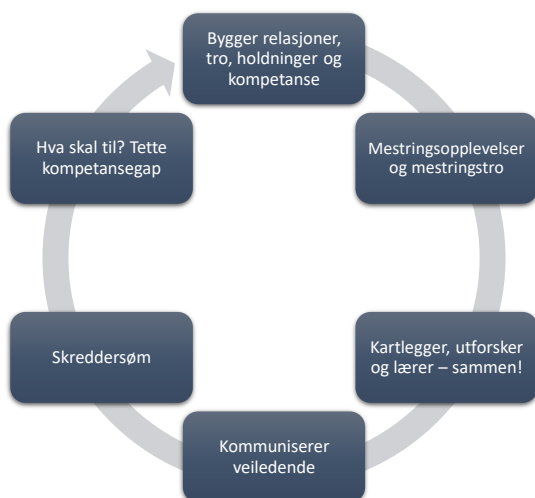 Bygger relasjoner,
tro, holdninger og
kompetanse
Mestringsopplevelser
og mestringstro
Kartlegger, utforsker
og lærer – sammen!
Kommuniserer
veiledende
Skreddersøm
Hva skal til? Tette
kompetansegap